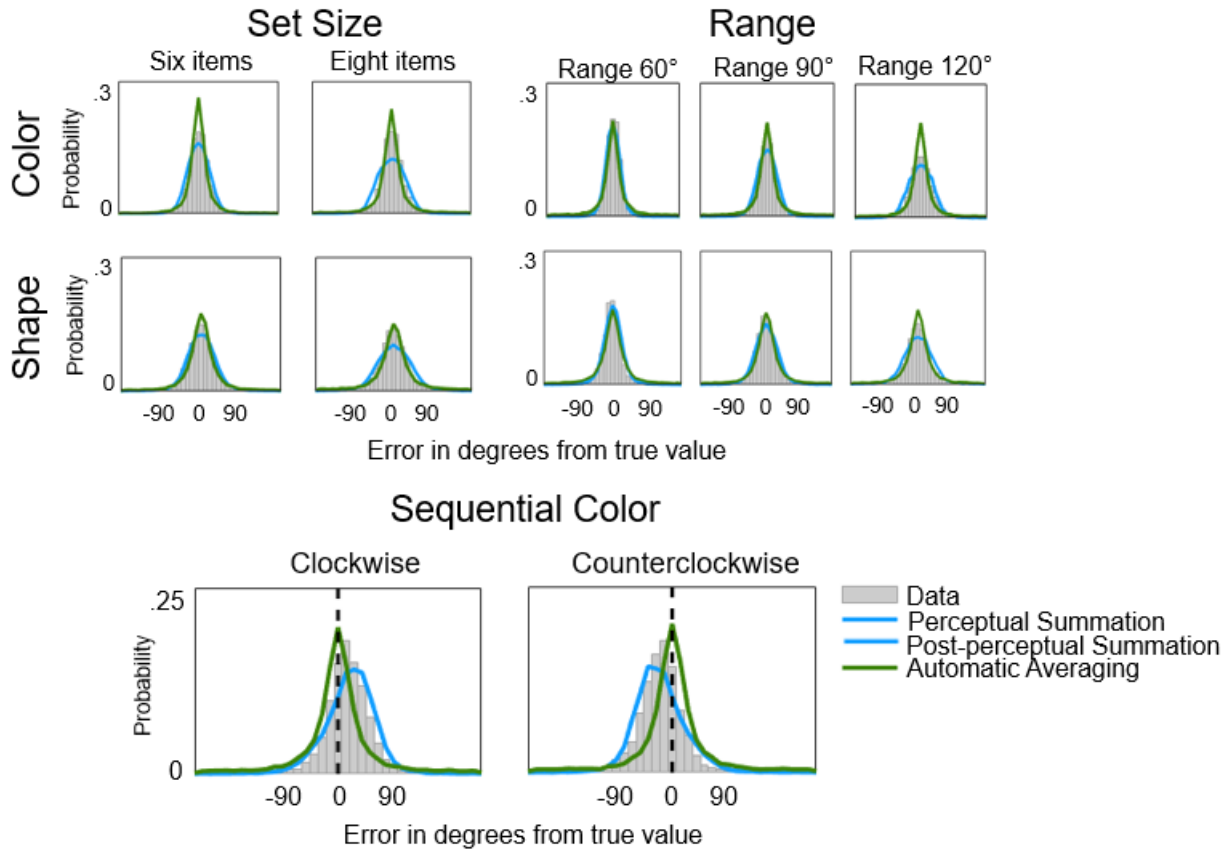 Set Size
Range
Six items
Eight items
Range 60°
Range 90°
Range 120°
Color
Probability
.3
0
.3
0
Shape
Probability
.3
0
.3
0
-90 0 90
-90 0 90
-90 0 90
-90 0 90
-90 0 90
Error in degrees from true value
Sequential Color
Clockwise
Counterclockwise
.25
Probability
0
-90 0 90
-90 0 90
Error in degrees from true value
Data
Perceptual Summation
Post-perceptual Summation
Automatic Averaging